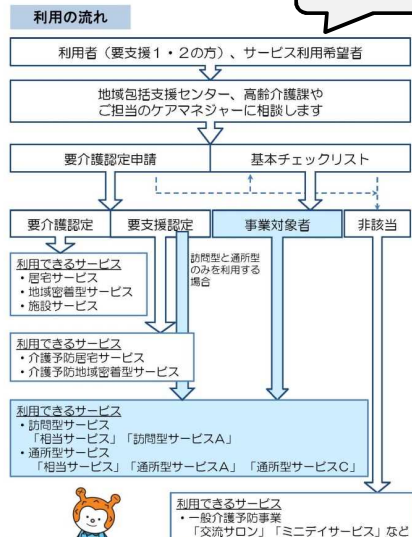 利用の流れ
利用者（要支援１・２の方）、サービス利用希望者
地域包括支援センター、高齢介護課や
ご担当のケアマネジャーに相談します
要介護認定申請
基本チェックリスト
要介護認定
要支援認定
事業対象者
非該当
訪問型と通所型
のみを利用する
場合
利用できるサービス
・居宅サービス
・地域密着型サービス
・施設サービス
利用できるサービス
・介護予防居宅サービス
・介護予防地域密着型サービス
利用できるサービス
・訪問型サービス
「相当サービス」「訪問型サービスA」
・通所型サービス
「相当サービス」「通所型サービスA」「通所型サービスC」
利用できるサービス
・一般介護予防事業
「交流サロン」「ミニデイサービス」など